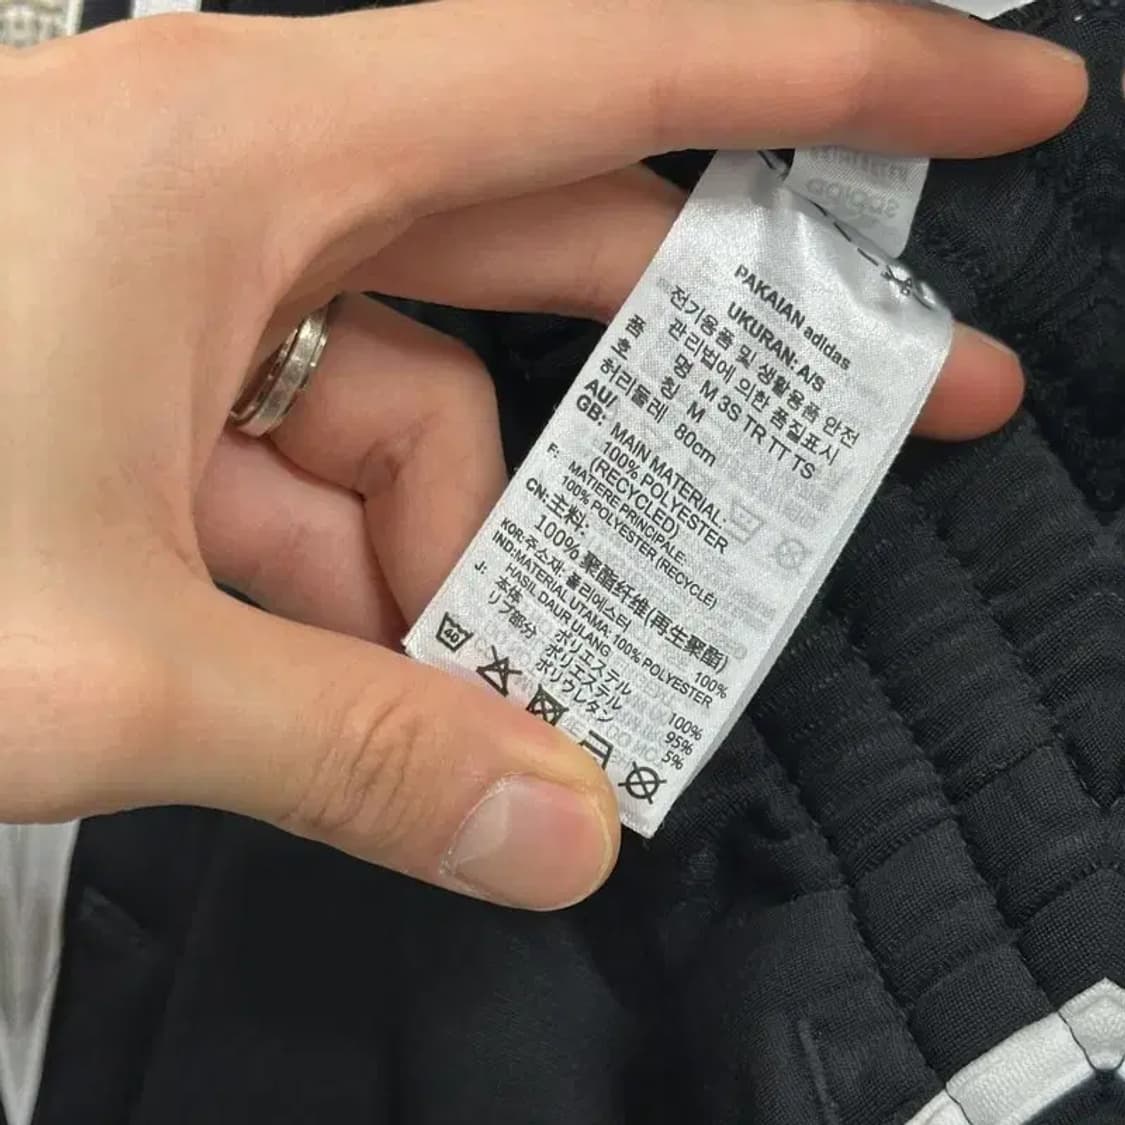 PAKAIAN adidas
UKURAN: A/S
전기용품 및 생활용품 안전
관리법에 의한 품질표시
품 명 M 3S TR TT TS
호 칭 M
허리둘레 80cm
AU/
GB: MAIN MATERIAL:
100% POLYESTER
(RECYCLED)
F: MATIERE PRINCIPALE:
100% POLYESTER (RECYCLÉ)
CN: 主料:
100% 聚酯纤维(再生聚酯)
KOR: 주소재: 폴리에스터 100%
IND: MATERIAL UTAMA: 100% POLYESTER
HASIL DAUR ULANG
J: 本体 ポリエステル 100%
リブ部分 ポリエステル 95%
ポリウレタン 5%
40